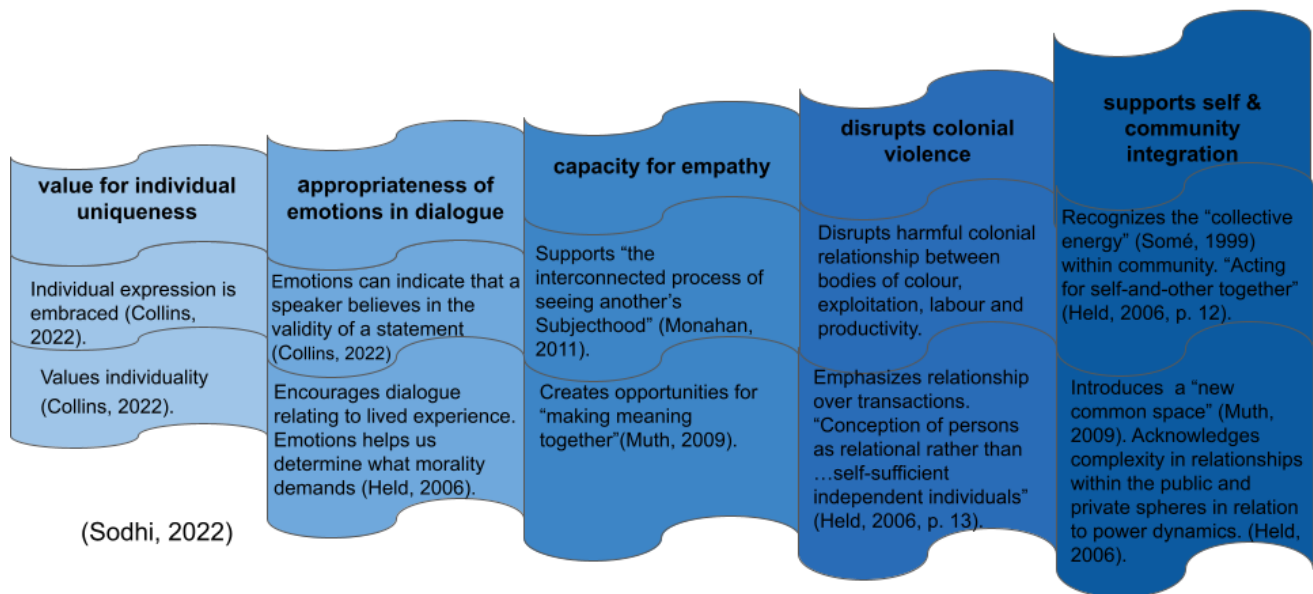 value for individual
uniqueness
Individual expression is
embraced (Collins,
2022).
Values individuality
(Collins, 2022).
appropriateness of
emotions in dialogue
Emotions can indicate that a
speaker believes in the
validity of a statement
(Collins, 2022)
Encourages dialogue
relating to lived experience.
Emotions helps us
determine what morality
demands (Held, 2006).
capacity for empathy
Supports “the
interconnected process of
seeing another’s
Subjecthood” (Monahan,
2011).
Creates opportunities for
“making meaning
together”(Muth, 2009).
disrupts colonial
violence
Disrupts harmful colonial
relationship between
bodies of colour,
exploitation, labour and
productivity.
Emphasizes relationship
over transactions.
“Conception of persons
as relational rather than
…self-sufficient
independent individuals”
(Held, 2006, p. 13).
supports self &
community
integration
Recognizes the “collective
energy” (Somé, 1999)
within community. “Acting
for self-and-other together”
(Held, 2006, p. 12).
Introduces a “new
common space” (Muth,
2009). Acknowledges
complexity in relationships
within the public and
private spheres in relation
to power dynamics. (Held,
2006).
(Sodhi, 2022)